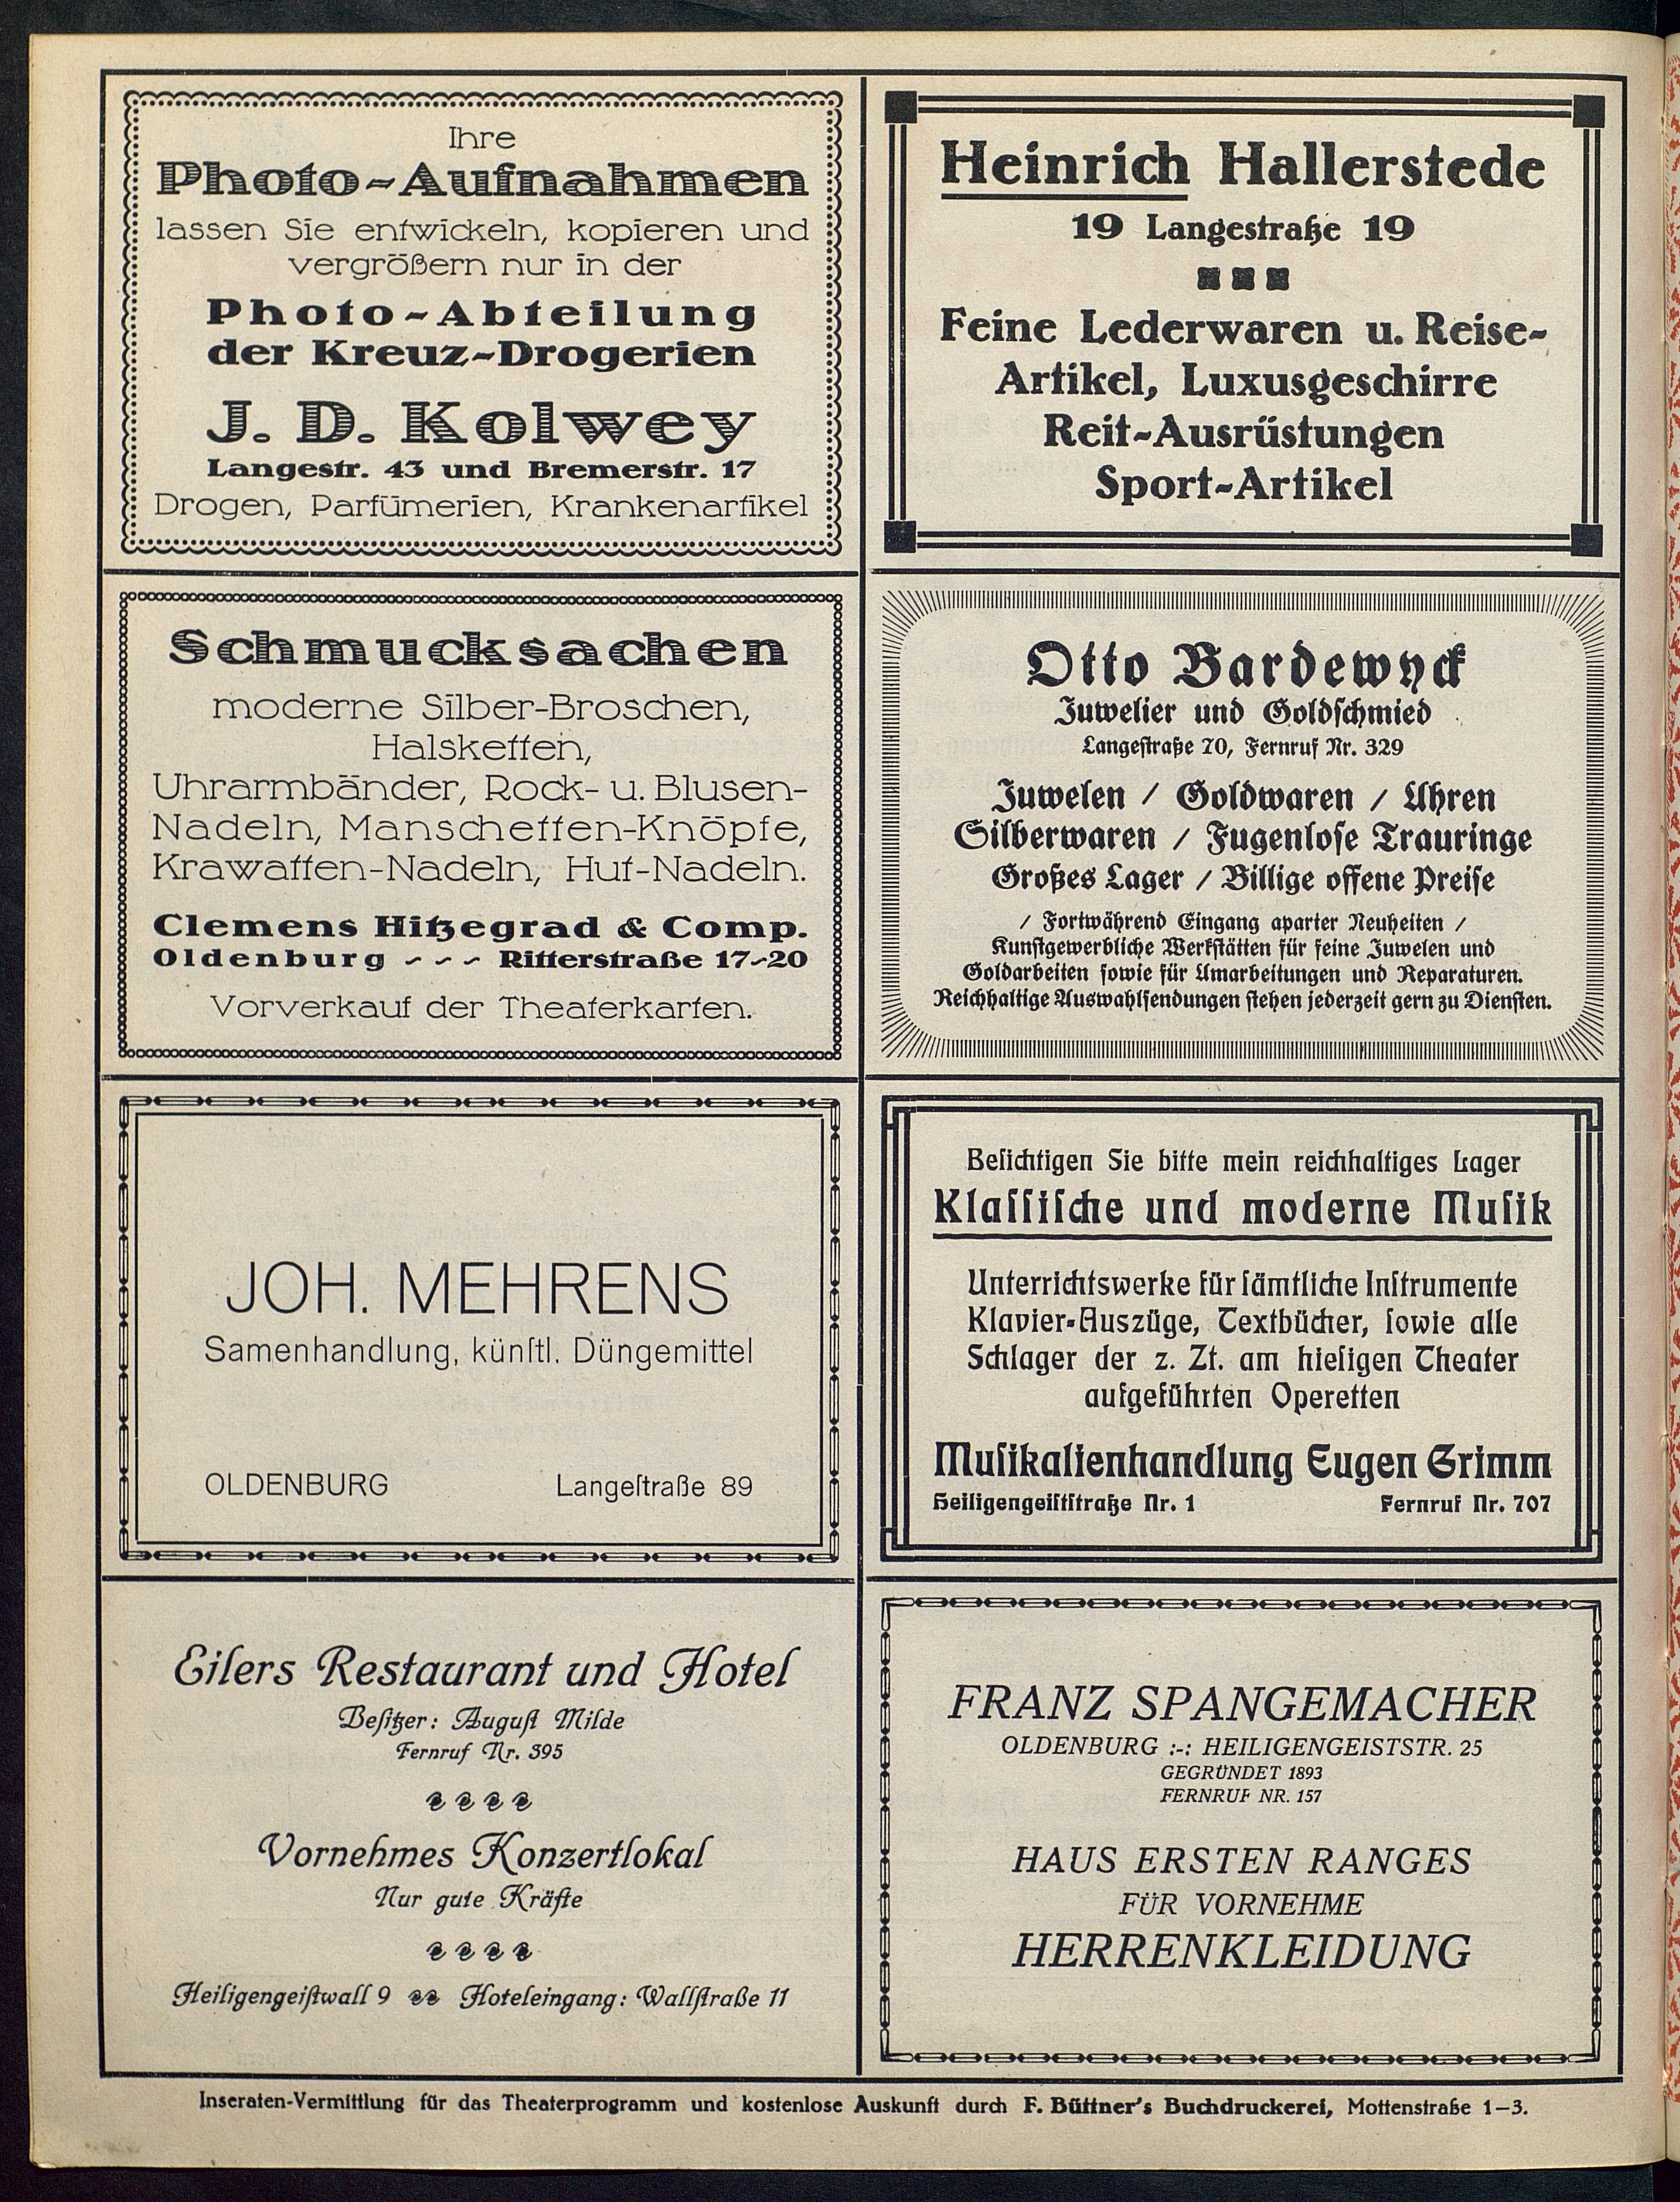 Ihre
Photo-Aufnahmen
lassen Sie entwickeln, kopieren und
vergrößern nur in der
Photo-Abteilung
der Kreuz-Drogerien
J. D. Kolwey
Langestr. 43 und Bremerstr. 17
Drogen, Parfümerien, Krankenartikel
Heinrich Hallerstede
19 Langestraße 19
Feine Lederwaren u. Reise-
Artikel, Luxusgeschirre
Reit-Ausrüstungen
Sport-Artikel
Schmucksachen
moderne Silber-Broschen,
Halsketten,
Uhrarmbänder, Rock- u. Blusen-
Nadeln, Manschetten-Knöpfe,
Krawatten-Nadeln, Hut-Nadeln.
Clemens Hitzegrad & Comp.
Oldenburg - - - Ritterstraße 17-20
Vorverkauf der Theaterkarten.
Otto Bardewyck
Juwelier und Goldſchmied
Langeſtraße 70, Fernruf Nr. 329
Juwelen / Goldwaren / Uhren
Silberwaren / Fugenloſe Trauringe
Großes Lager / Billige offene Preiſe
/ Fortwährend Eingang aparter Neuheiten /
Kunſtgewerbliche Werkſtätten für feine Juwelen und
Goldarbeiten ſowie für Umarbeitungen und Reparaturen.
Reichhaltige Auswahlſendungen ſtehen jederzeit gern zu Dienſten.
JOH. MEHRENS
Samenhandlung, künſtl. Düngemittel
OLDENBURG Langeſtraße 89
Beſichtigen Sie bitte mein reichhaltiges Lager
Klaſſiſche und moderne Muſik
Unterrichtswerke für ſämtliche Inſtrumente
Klavier-Auszüge, Textbücher, ſowie alle
Schlager der z. Zt. am hieſigen Theater
aufgeführten Operetten
Muſikalienhandlung Eugen Grimm
Heiligengeiſtſtraße Nr. 1 Fernruf Nr. 707
Eilers Restaurant und Hotel
Beſitzer: Auguſt Milde
Fernruf Nr. 395
Vornehmes Konzertlokal
Nur gute Kräfte
Heiligengeiſtwall 9 Hoteleingang: Wallſtraße 11
FRANZ SPANGEMACHER
OLDENBURG :-: HEILIGENGEISTSTR. 25
GEGRÜNDET 1893
FERNRUF NR. 157
HAUS ERSTEN RANGES
FÜR VORNEHME
HERRENKLEIDUNG
Inseraten-Vermittlung für das Theaterprogramm und kostenlose Auskunft durch F. Büttner's Buchdruckerei, Mottenstraße 1–3.